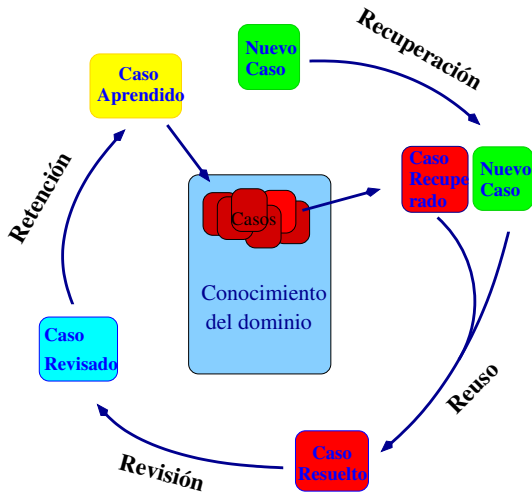 Nuevo
Caso
Recuperación
Caso
Aprendido
Caso
Recupe
rado
Nuevo
Caso
Retención
Casos
Conocimiento
del dominio
Caso
Revisado
Reuso
Caso
Resuelto
Revisión